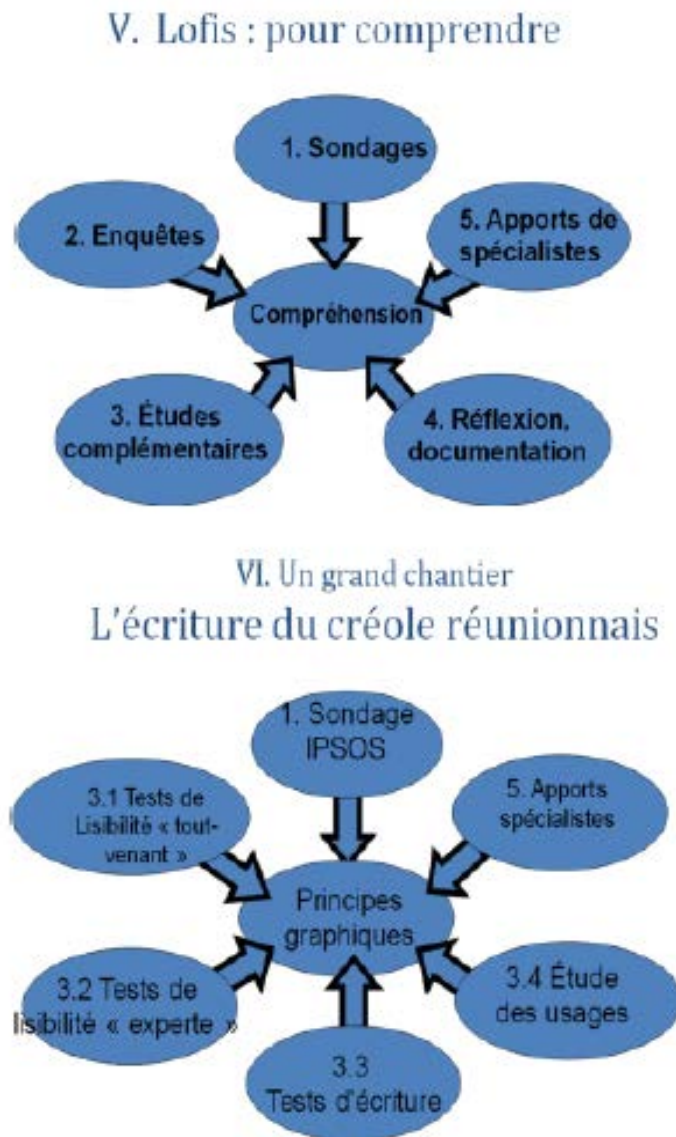 V. Lofis : pour comprendre
1. Sondages
2. Enquêtes
5. Apports de
spécialistes
Compréhension
3. Études
complémentaires
4. Réflexion,
documentation
VI. Un grand chantier
L'écriture du créole réunionnais
1. Sondage
IPSOS
3.1 Tests de
Lisibilité « tout-
venant »
5. Apports
spécialistes
Principes
graphiques
3.2 Tests de
lisibilité « experte »
3.4 Étude
des usages
3.3
Tests d'écriture